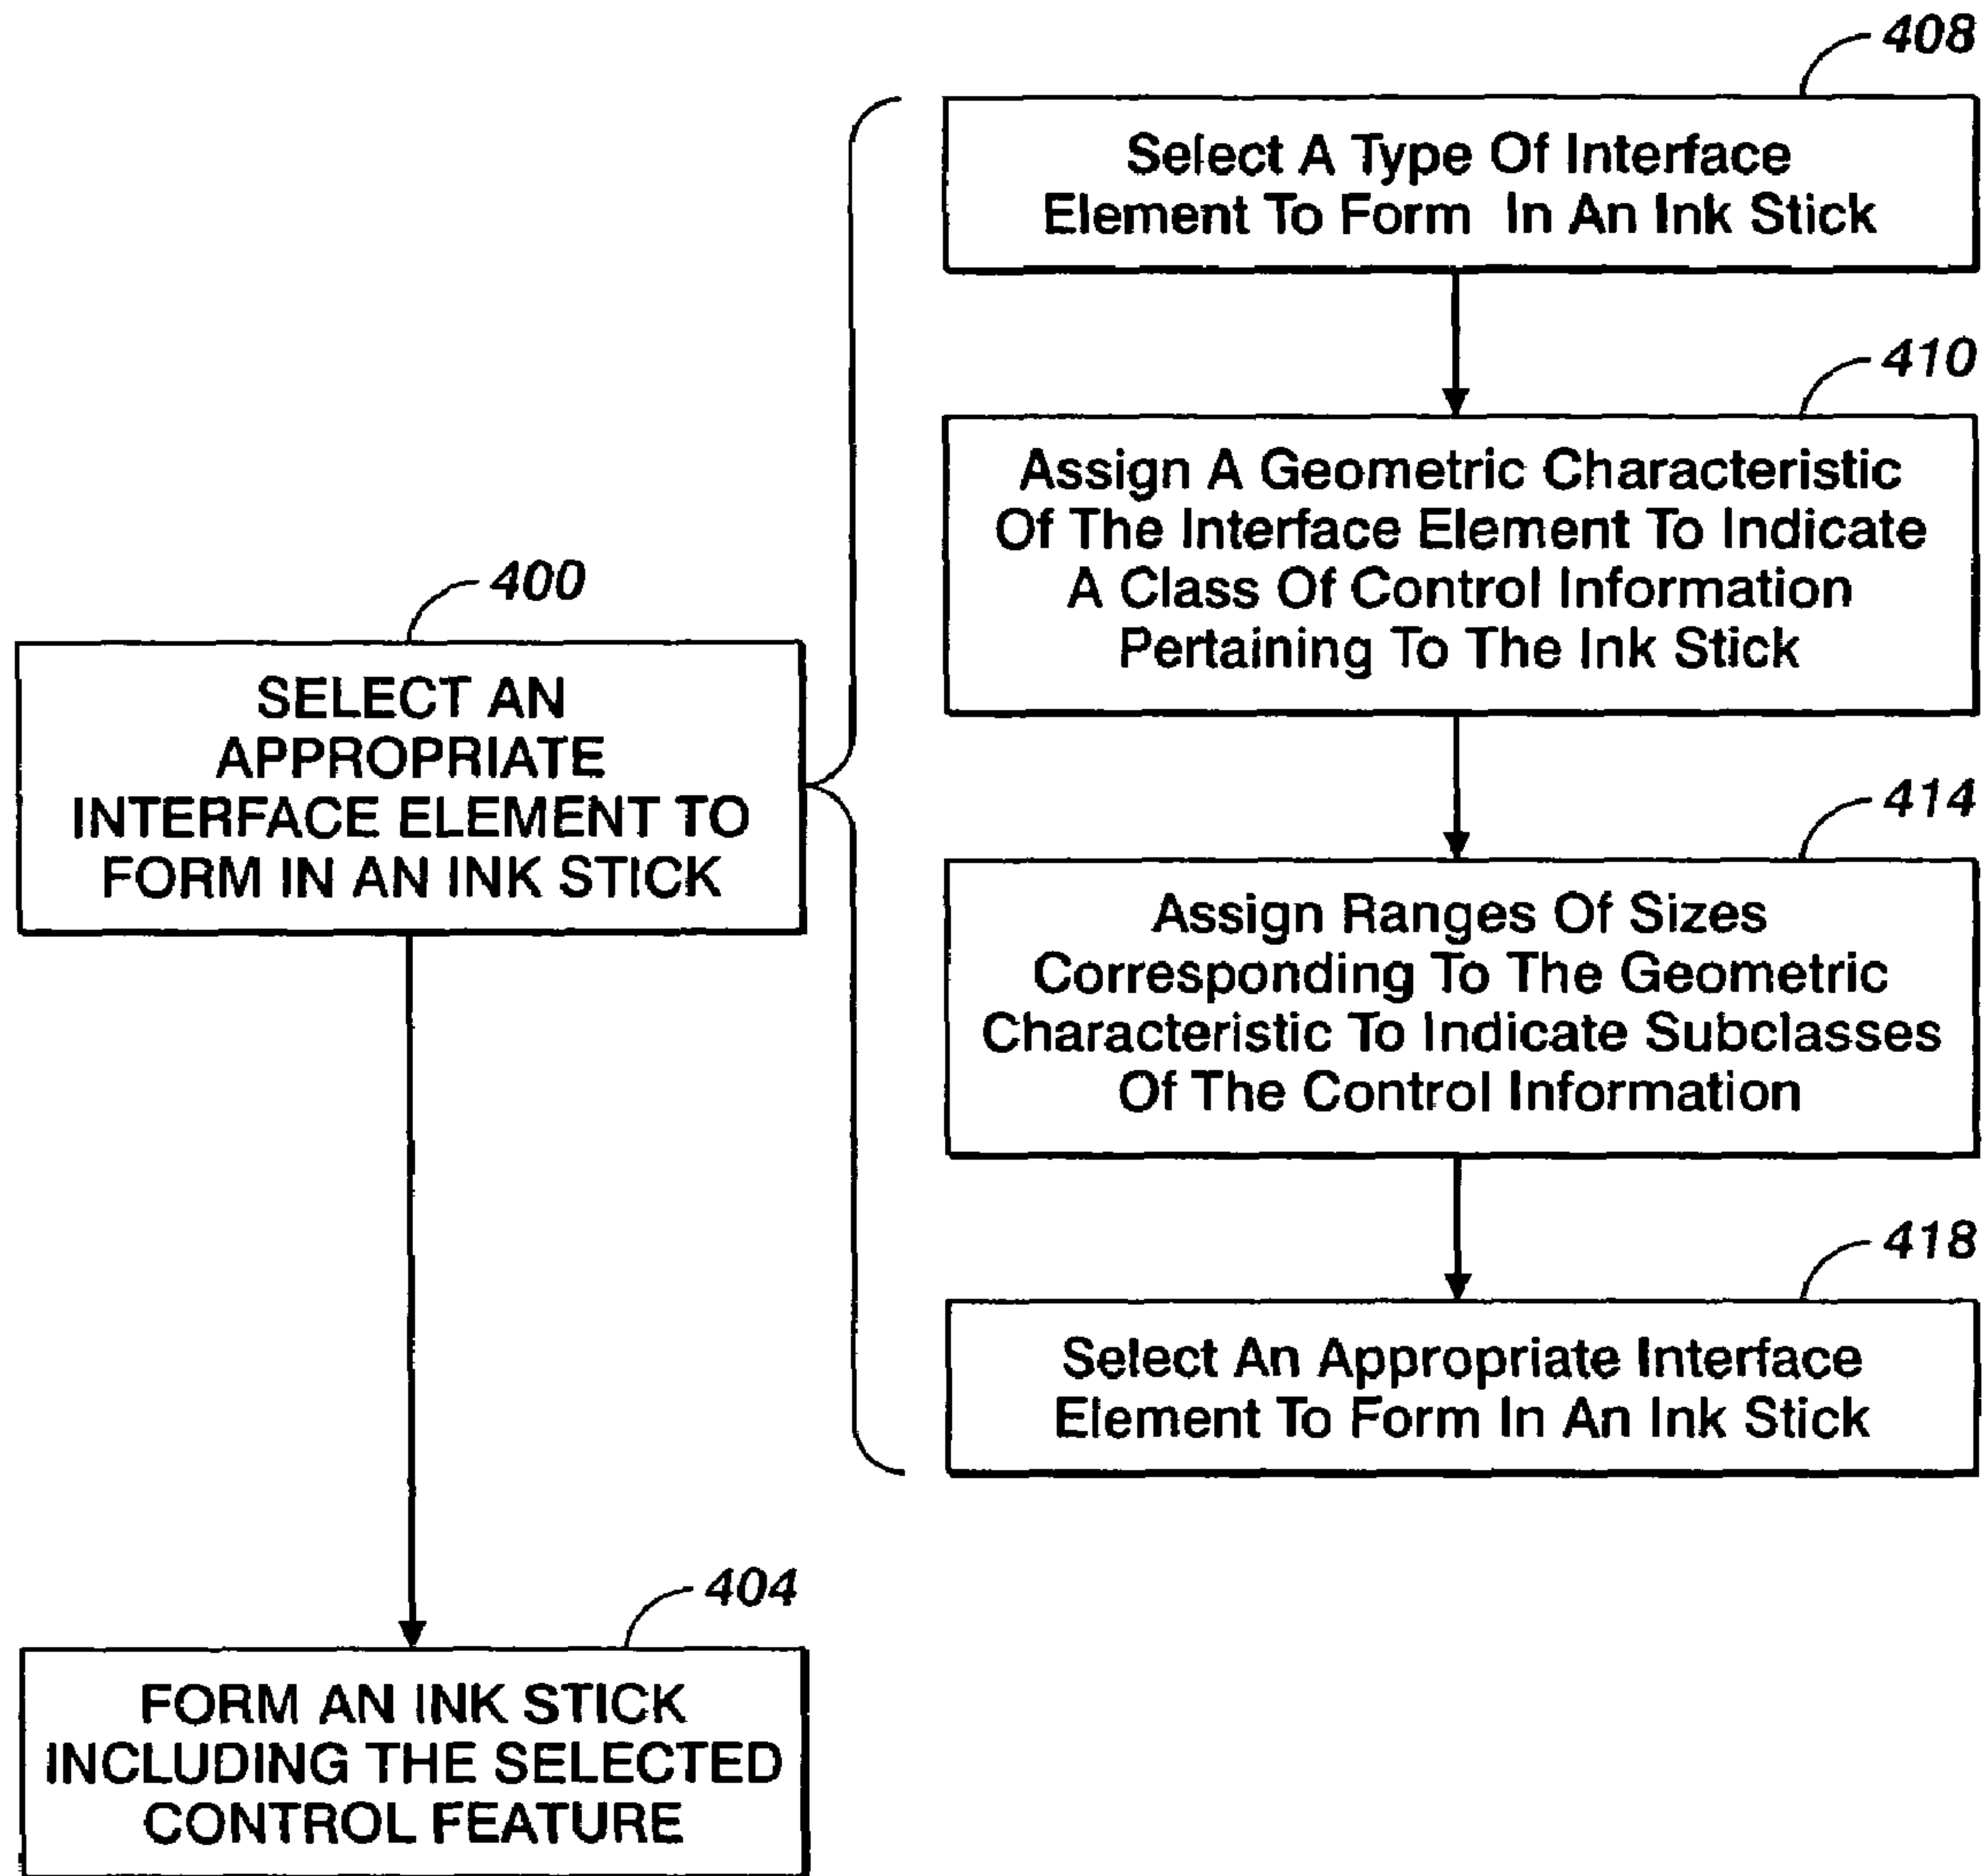 400
SELECT AN
APPROPRIATE
INTERFACE ELEMENT TO
FORM IN AN INK STICK
404
FORM AN INK STICK
INCLUDING THE SELECTED
CONTROL FEATURE
408
Select A Type Of Interface
Element To Form In An Ink Stick
410
Assign A Geometric Characteristic
Of The Interface Element To Indicate
A Class Of Control Information
Pertaining To The Ink Stick
414
Assign Ranges Of Sizes
Corresponding To The Geometric
Characteristic To Indicate Subclasses
Of The Control Information
418
Select An Appropriate Interface
Element To Form In An Ink Stick